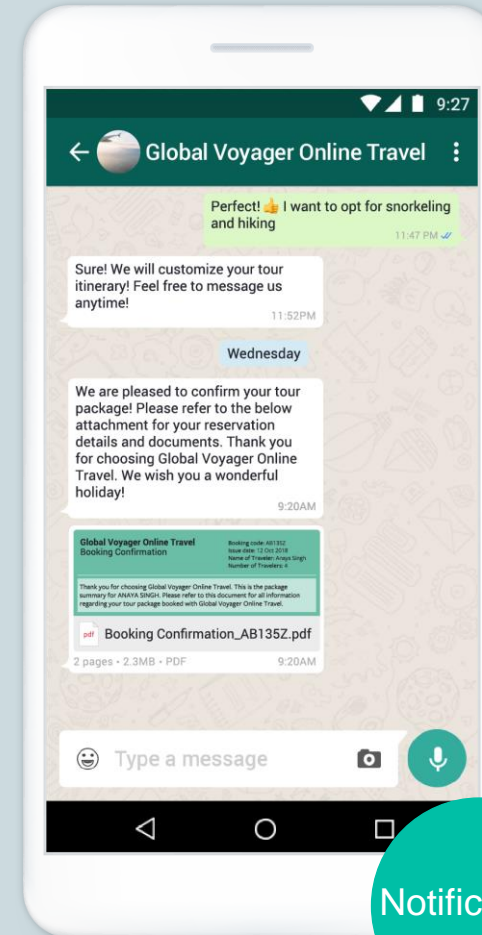 9:27
Global Voyager Online Travel
Perfect! 👍 I want to opt for snorkeling
and hiking
11:47 PM
Sure! We will customize your tour
itinerary! Feel free to message us
anytime!
11:52PM
Wednesday
We are pleased to confirm your tour
package! Please refer to the below
attachment for your reservation
details and documents. Thank you
for choosing Global Voyager Online
Travel. We wish you a wonderful
holiday!
9:20AM
Global Voyager Online Travel
Booking Confirmation
Booking code: AB135Z
Issue date: 12 Oct 2018
Name of Traveler: Anaya Singh
Number of Travelers: 4
Thank you for choosing Global Voyager Online Travel. This is the package
summary for ANAYA SINGH. Please refer to this document for all information
regarding your tour package booked with Global Voyager Online Travel.
pdf Booking Confirmation_AB135Z.pdf
2 pages • 2.3MB • PDF 9:20AM
Type a message
Notific